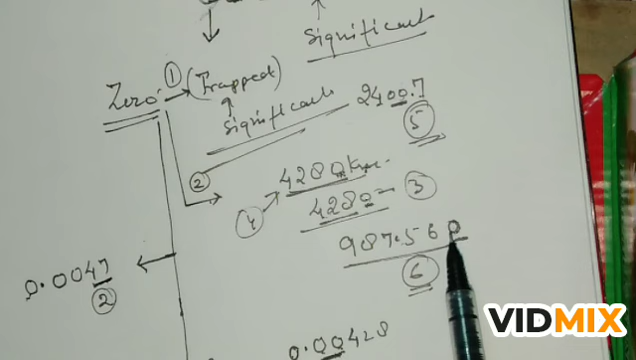 Significant
Zero: ① (Trapped)
Significant
2400.7
⑤
②
4280 km
④
4280 - ③
987.560
⑥
0.0047
②
0.00428
VIDMIX